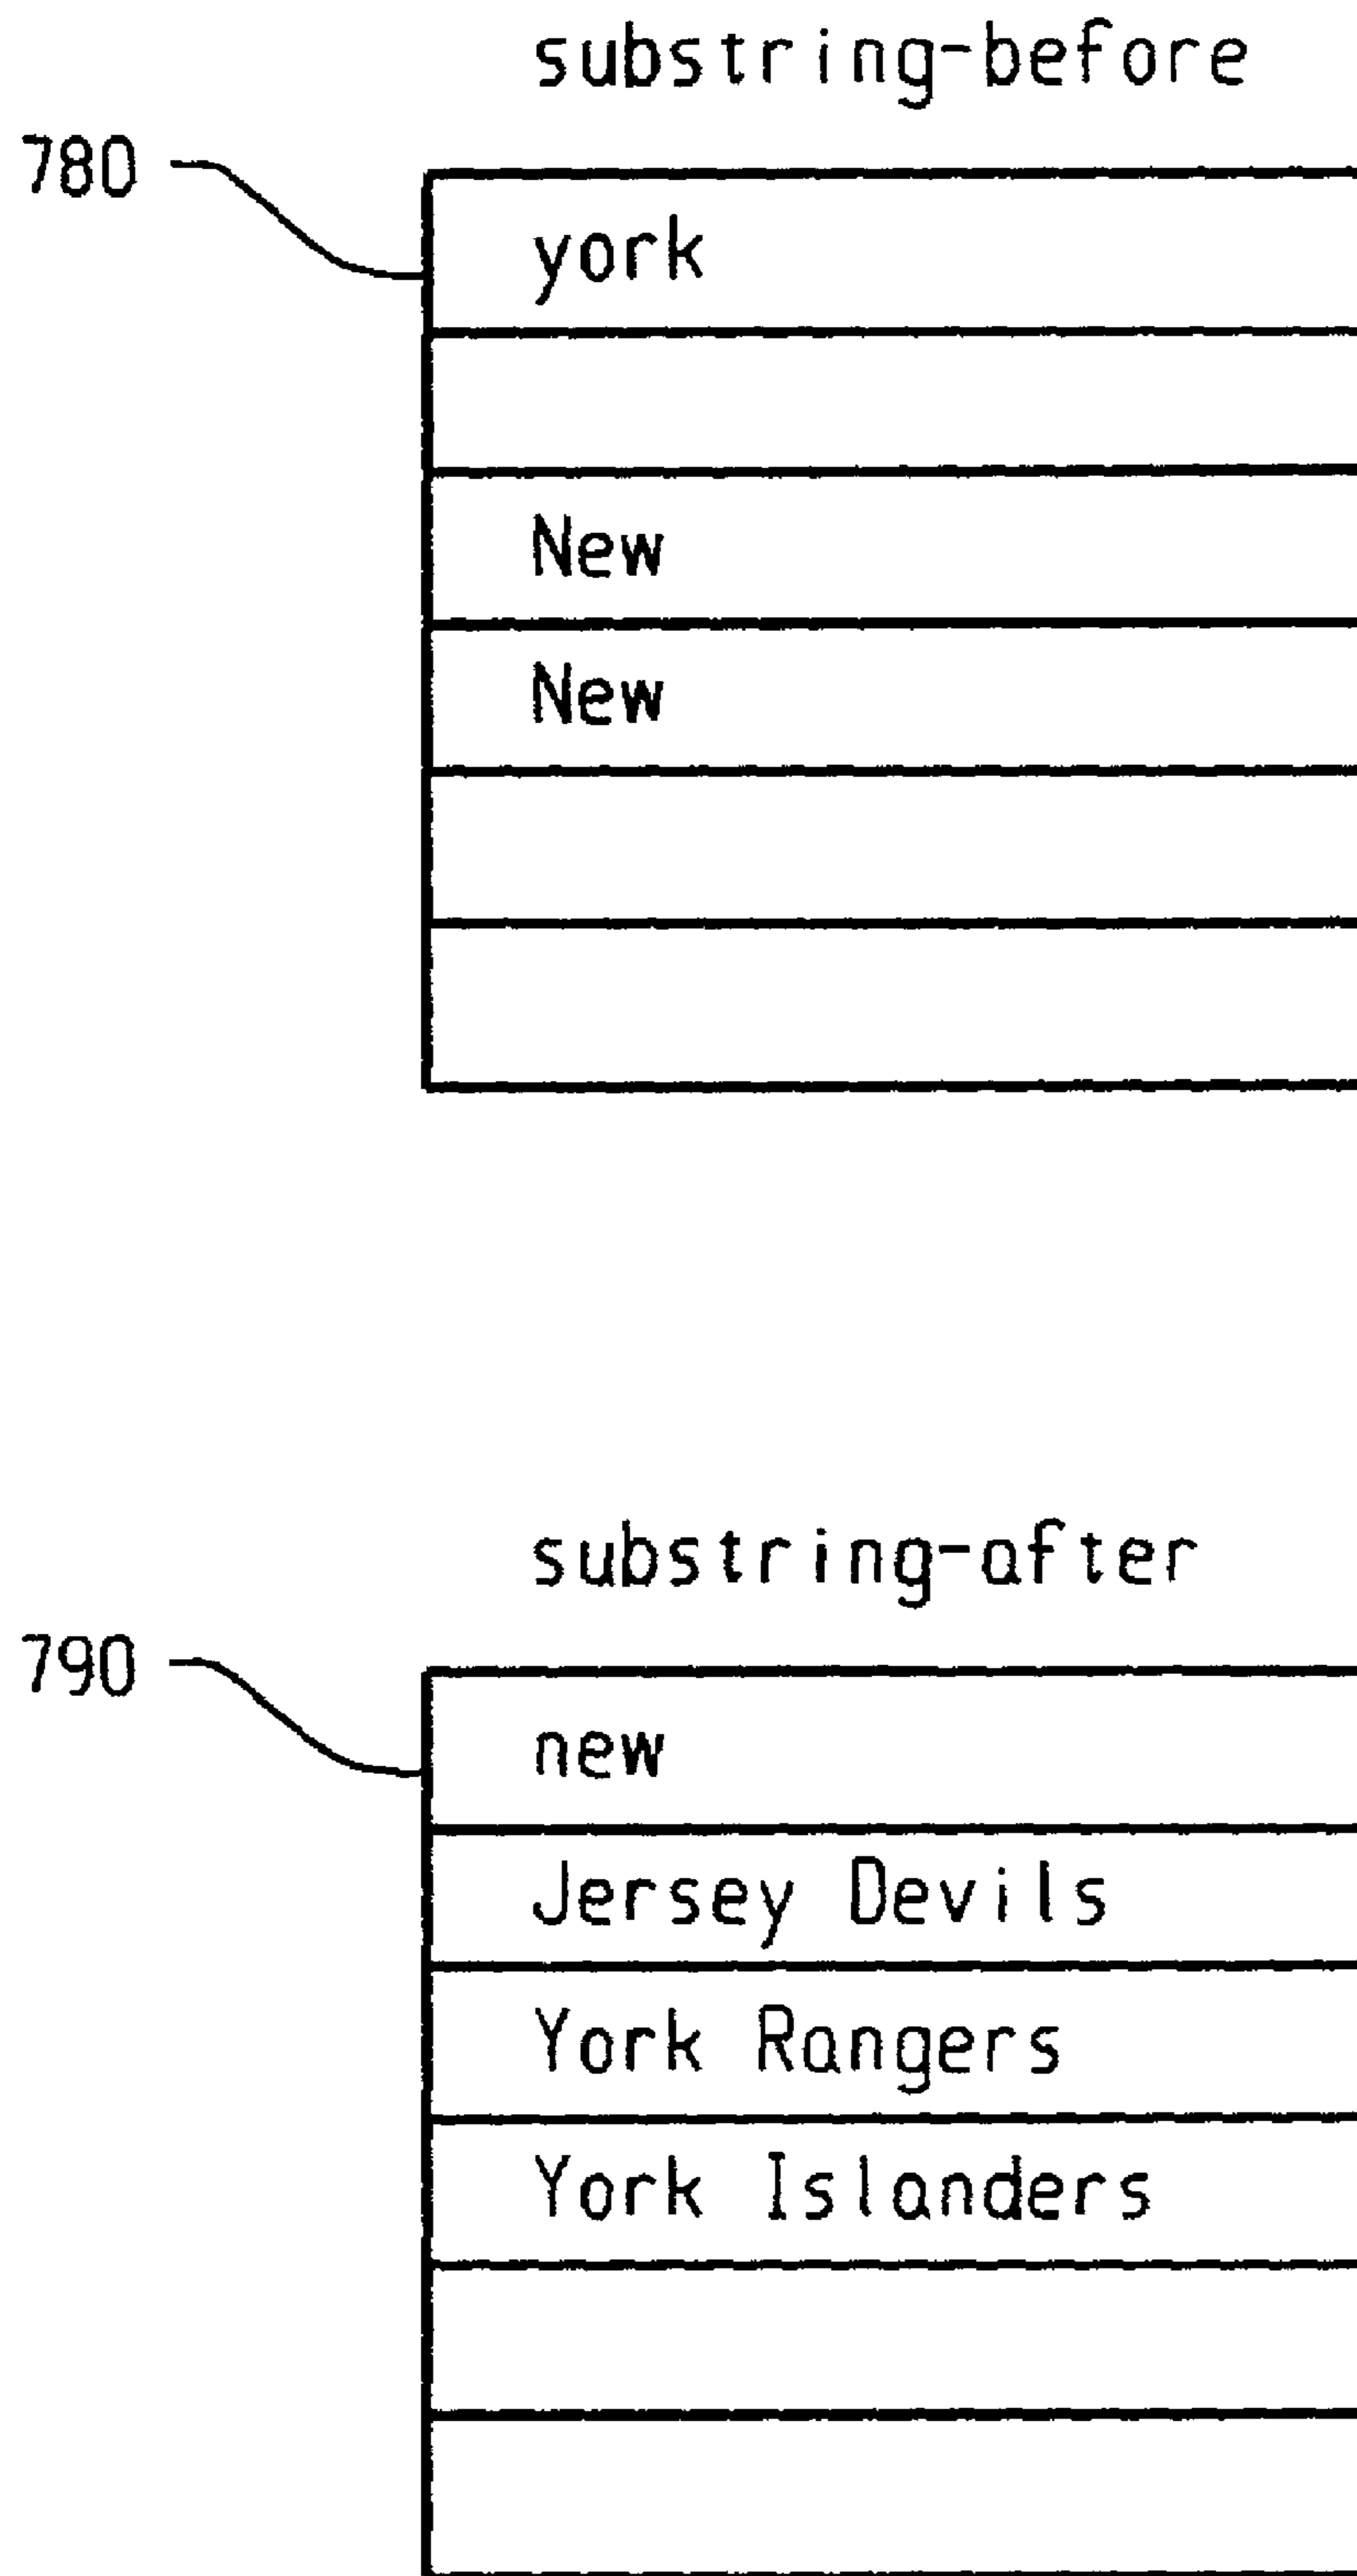 substring-before
780
york
New
New
substring-after
790
new
Jersey Devils
York Rangers
York Islanders